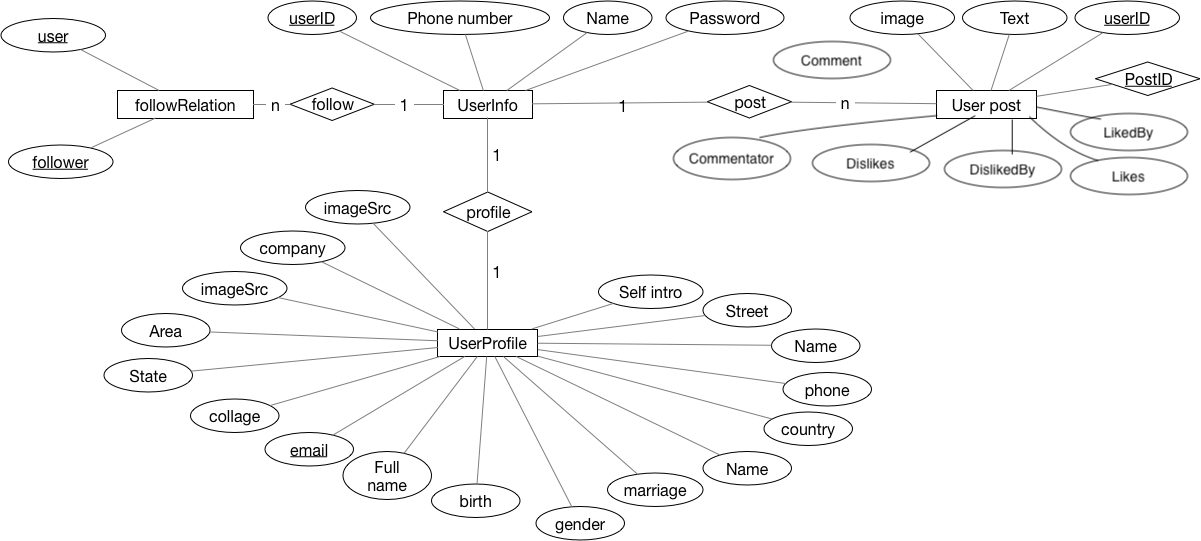 userID
Phone number
Name
Password
image
Text
userID
user
Comment
PostID
followRelation
n
follow
1
UserInfo
1
post
n
User post
LikedBy
follower
Commentator
Dislikes
DislikedBy
Likes
1
imageSrc
profile
company
1
imageSrc
Self intro
Street
Area
UserProfile
Name
State
phone
collage
country
email
Full
name
Name
birth
marriage
gender